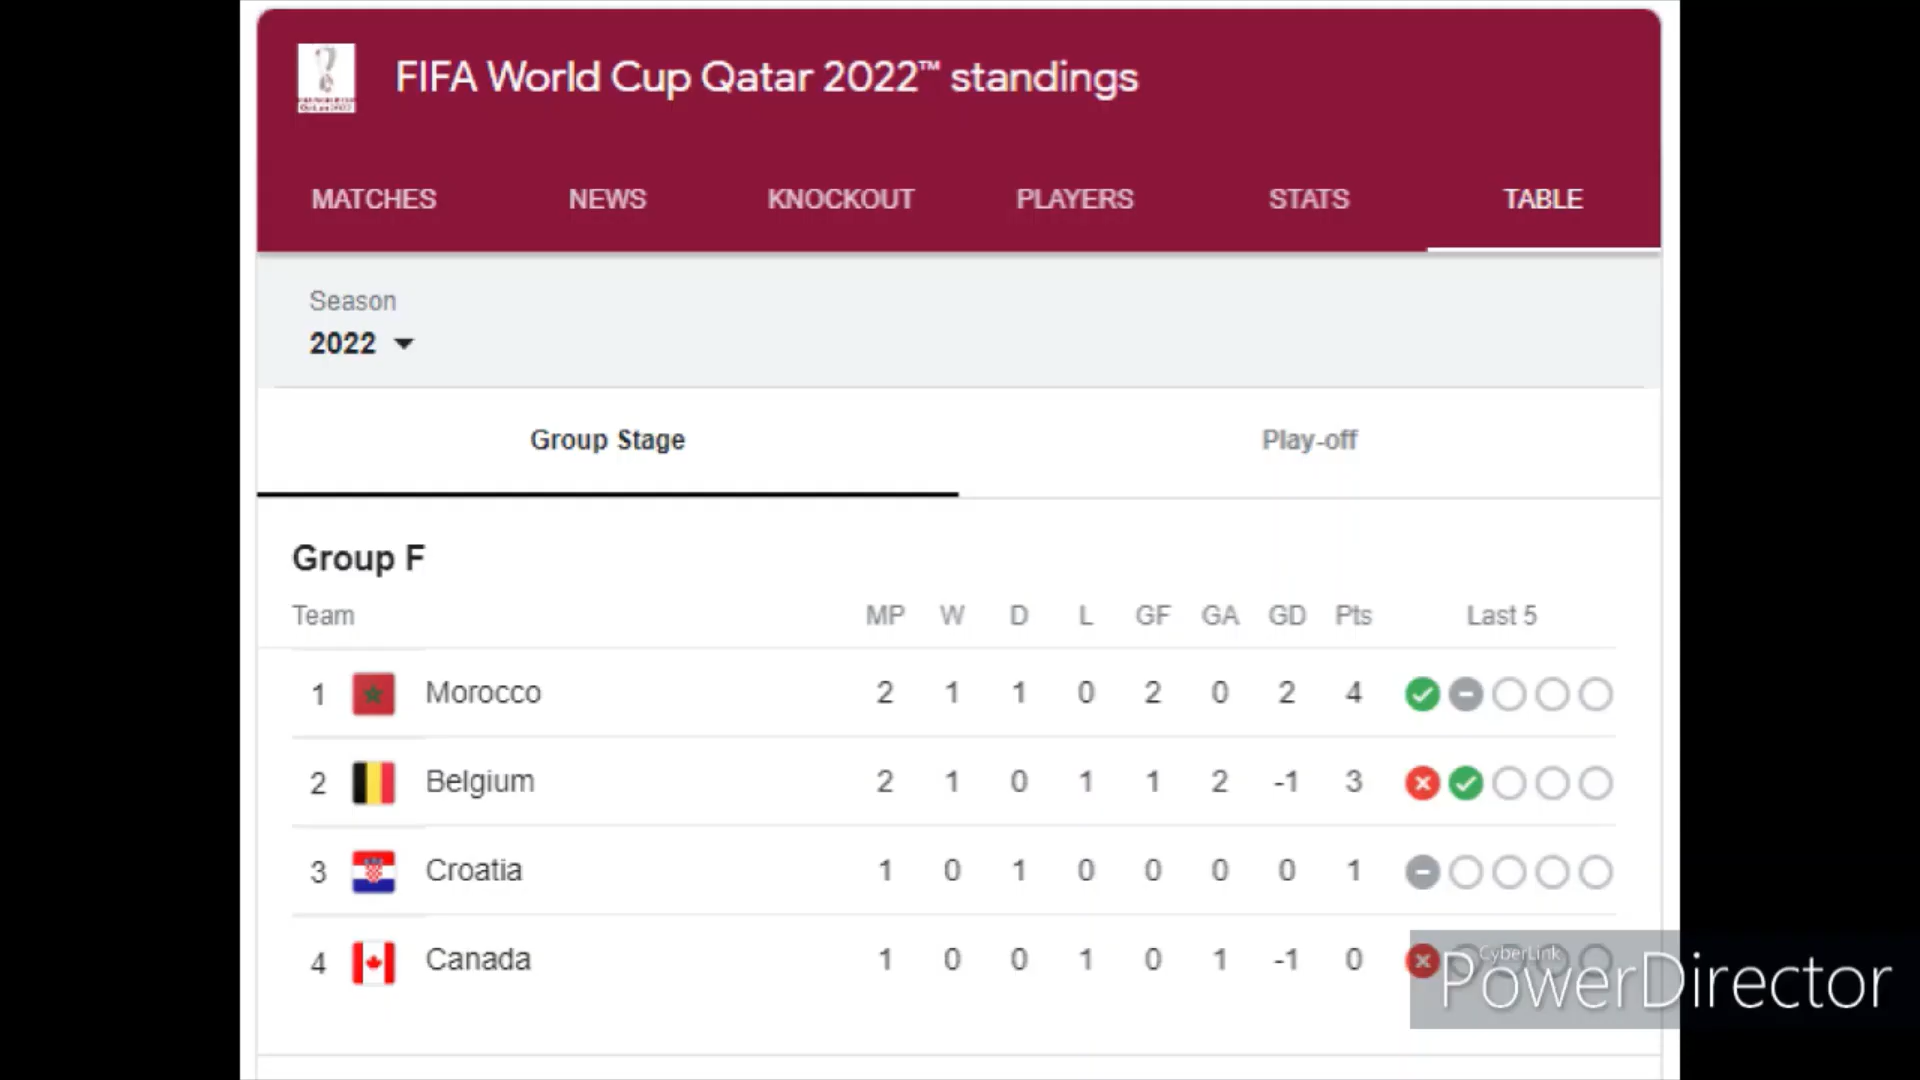 FIFA World Cup Qatar 2022™ standings
MATCHES NEWS KNOCKOUT PLAYERS STATS TABLE
Season
2022
Group Stage Play-off
Group F
Team MP W D L GF GA GD Pts Last 5
1 Morocco 2 1 1 0 2 0 2 4
2 Belgium 2 1 0 1 1 2 -1 3
3 Croatia 1 0 1 0 0 0 0 1
4 Canada 1 0 0 1 0 1 -1 0
CyberLink
PowerDirector